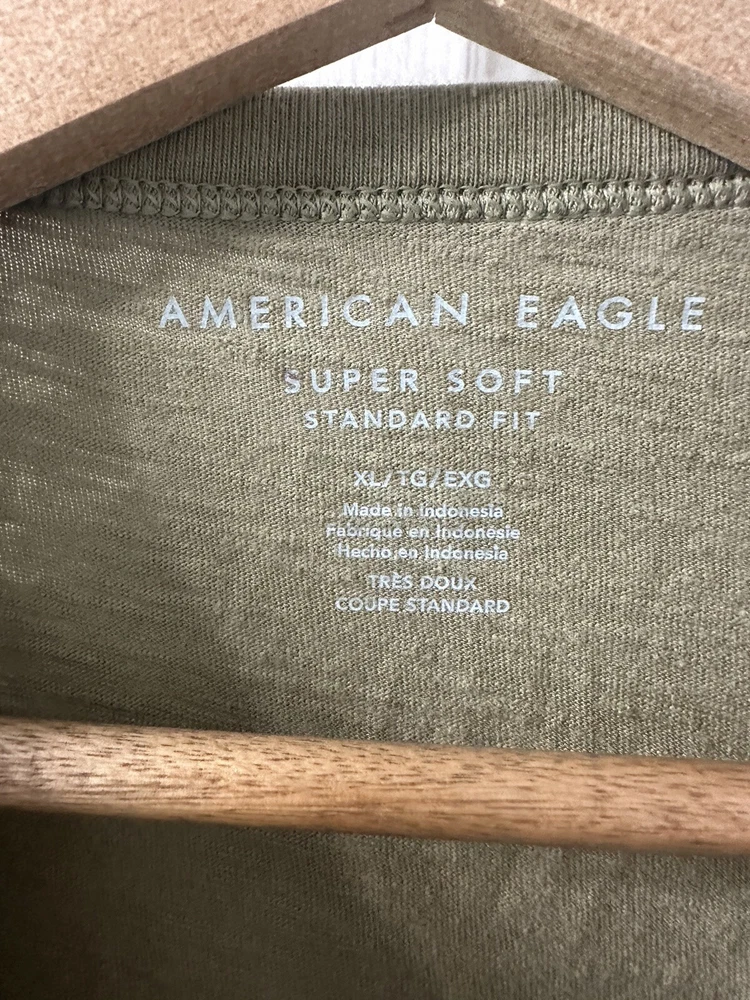 AMERICAN EAGLE
SUPER SOFT
STANDARD FIT
XL/TG/EXG
Made in Indonesia
Fabriqué en Indonésie
Hecho en Indonesia
TRÈS DOUX
COUPE STANDARD